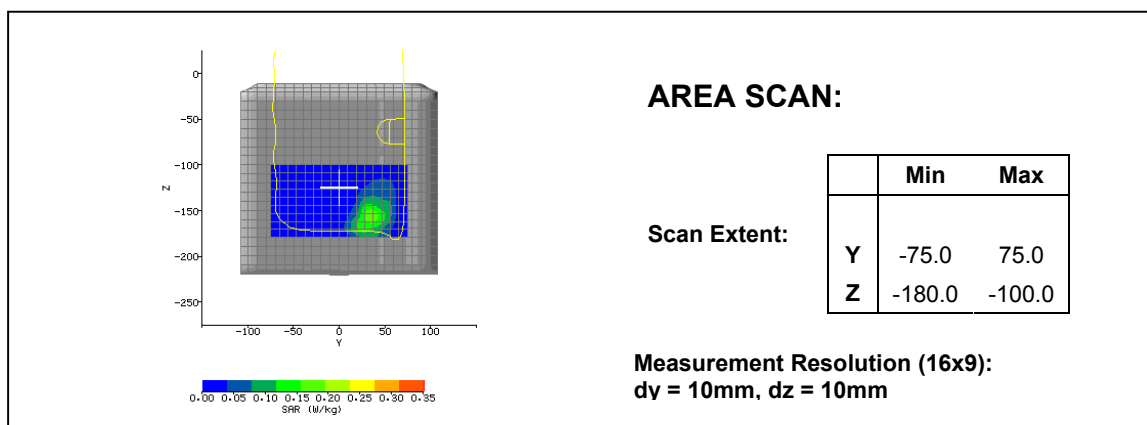 0
-50
-100
-150
-200
-250
Z
-100 -50 0 50 100
Y
0.00 0.05 0.10 0.15 0.20 0.25 0.30 0.35
SAR (W/kg)
AREA SCAN:
Scan Extent:
Min Max
Y -75.0 75.0
Z -180.0 -100.0
Measurement Resolution (16x9):
dy = 10mm, dz = 10mm